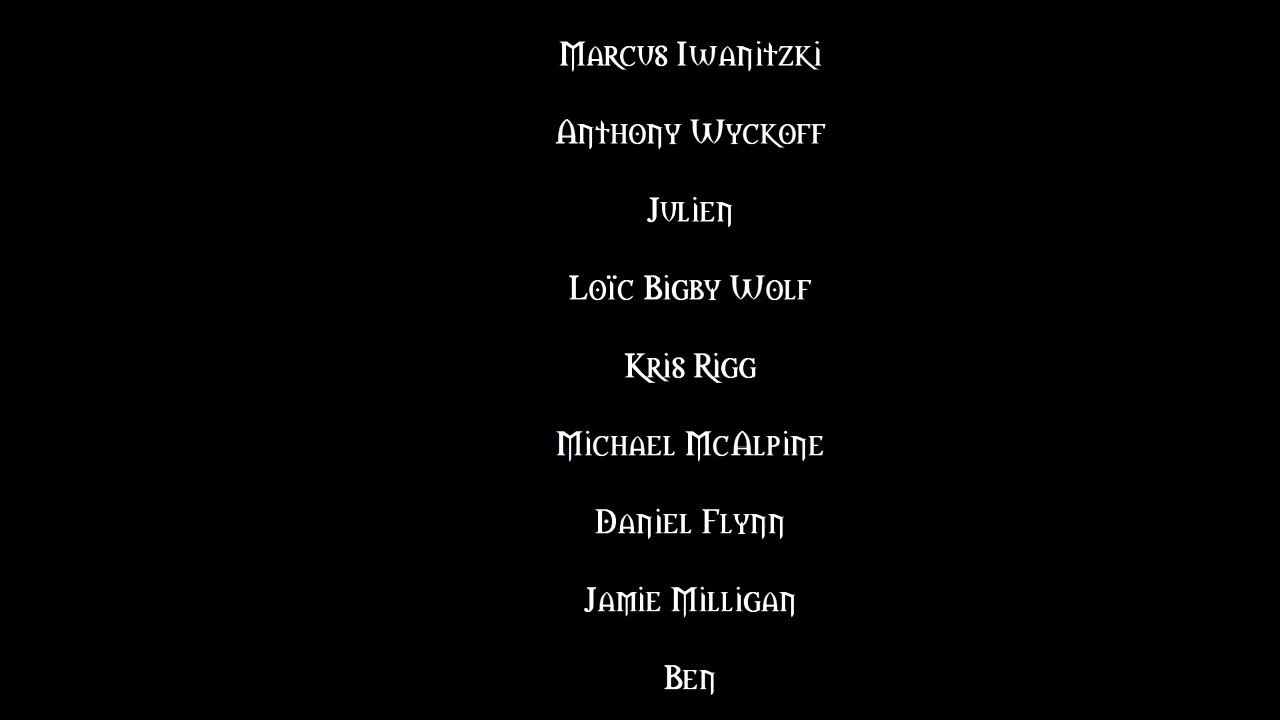 Marcus Iwanitzki
Anthony Wyckoff
Julien
Loïc Bigby Wolf
Kris Rigg
Michael McAlpine
Daniel Flynn
Jamie Milligan
Ben